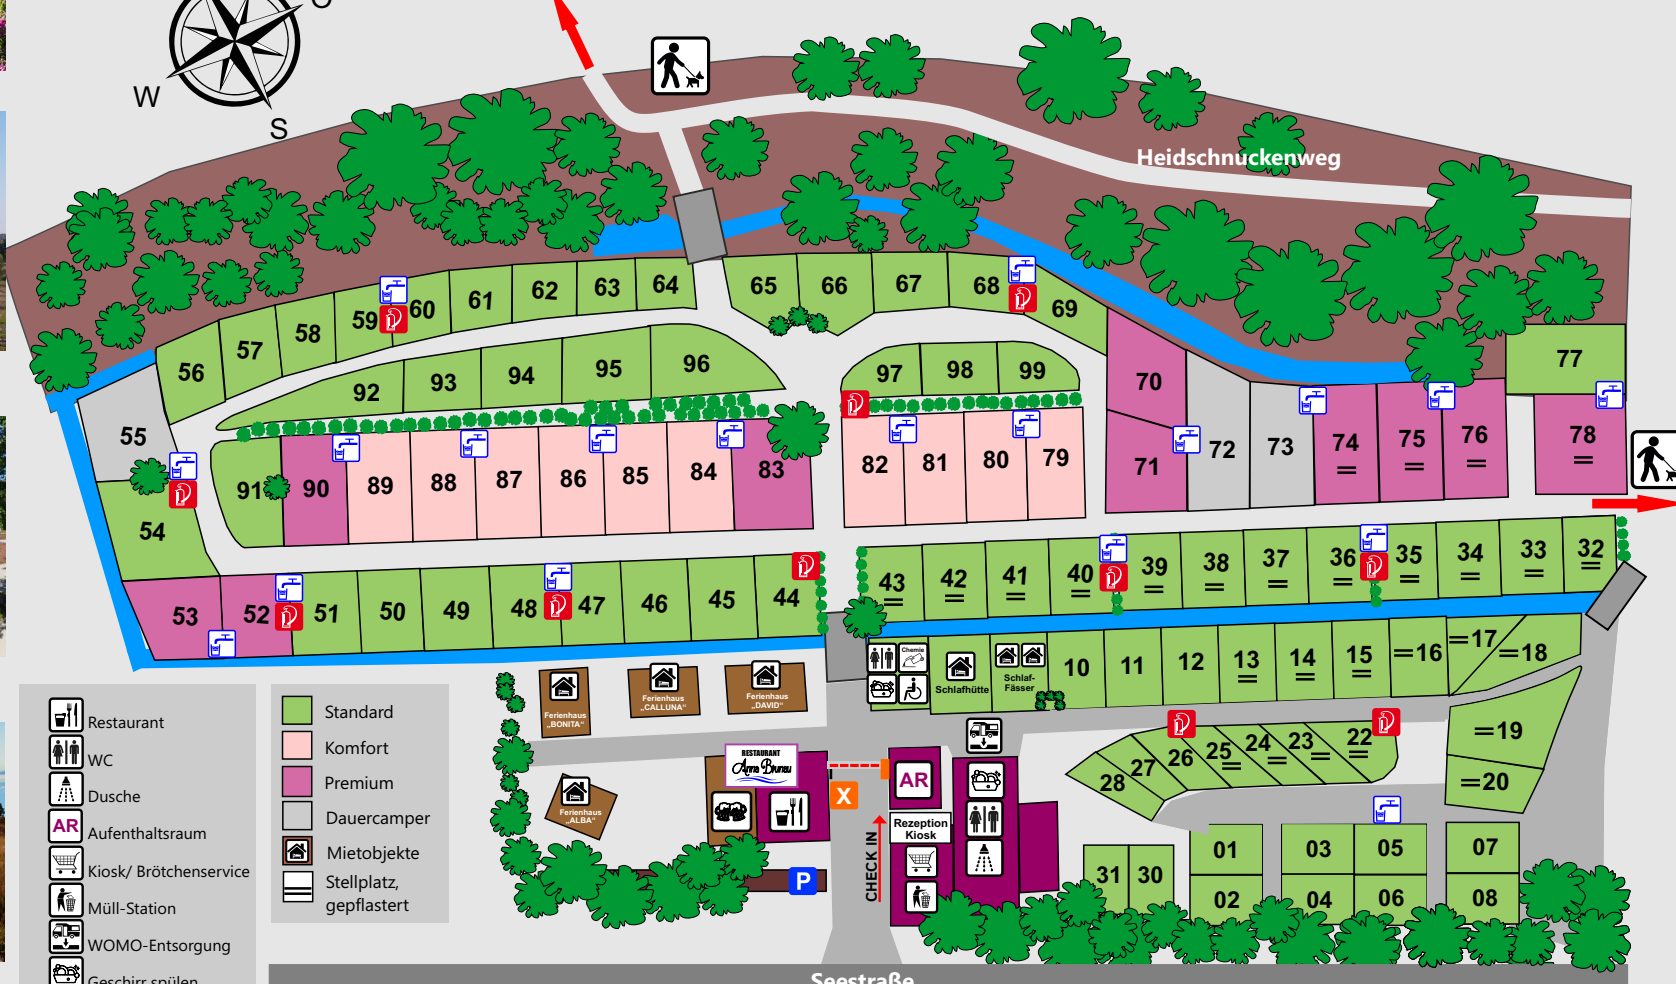 O
W
S
Heidschnuckenweg
56
57
58
59
60
61
62
63
64
65
66
67
68
69
70
71
72
73
74
75
76
77
78
92
93
94
95
96
97
98
99
55
54
91
90
89
88
87
86
85
84
83
82
81
80
79
53
52
51
50
49
48
47
46
45
44
43
42
41
40
39
38
37
36
35
34
33
32
Chemie
Schlafhütte
Schlaf-
Fässer
10
11
12
13
14
15
16
17
18
19
20
28
27
26
25
24
23
22
Ferienhaus
„BONITA“
Ferienhaus
„CALLUNA“
Ferienhaus
„DAVID“
Ferienhaus
„ALBA“
RESTAURANT
Anna Brunau
X
AR
Rezeption
Kiosk
CHECK IN
P
31
30
01
02
03
04
05
06
07
08
Restaurant
WC
Dusche
AR
Aufenthaltsraum
Kiosk/ Brötchenservice
Müll-Station
WOMO-Entsorgung
Geschirr spülen
Standard
Komfort
Premium
Dauercamper
Mietobjekte
Stellplatz,
gepflastert
Seestraße